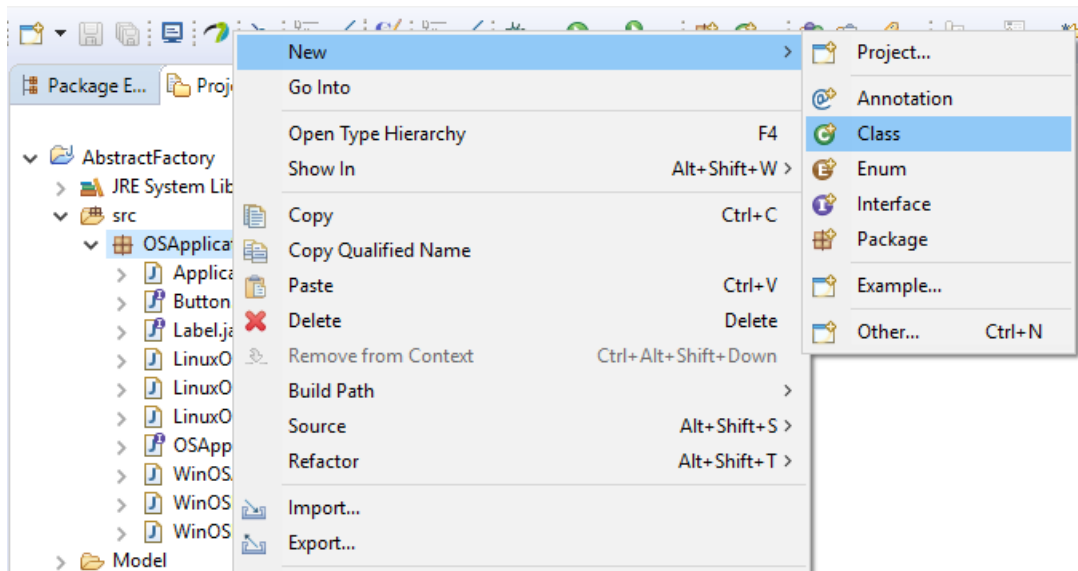 Package E...
Proj
AbstractFactory
JRE System Lib
src
OSApplicat
Applica
Button
Label.ja
LinuxO
LinuxO
LinuxO
OSApp
WinOS
WinOS
WinOS
Model
New
Go Into
Open Type Hierarchy F4
Show In Alt+Shift+W >
Copy Ctrl+C
Copy Qualified Name
Paste Ctrl+V
Delete Delete
Remove from Context Ctrl+Alt+Shift+Down
Build Path
Source Alt+Shift+S >
Refactor Alt+Shift+T >
Import...
Export...
Project...
Annotation
Class
Enum
Interface
Package
Example...
Other... Ctrl+N